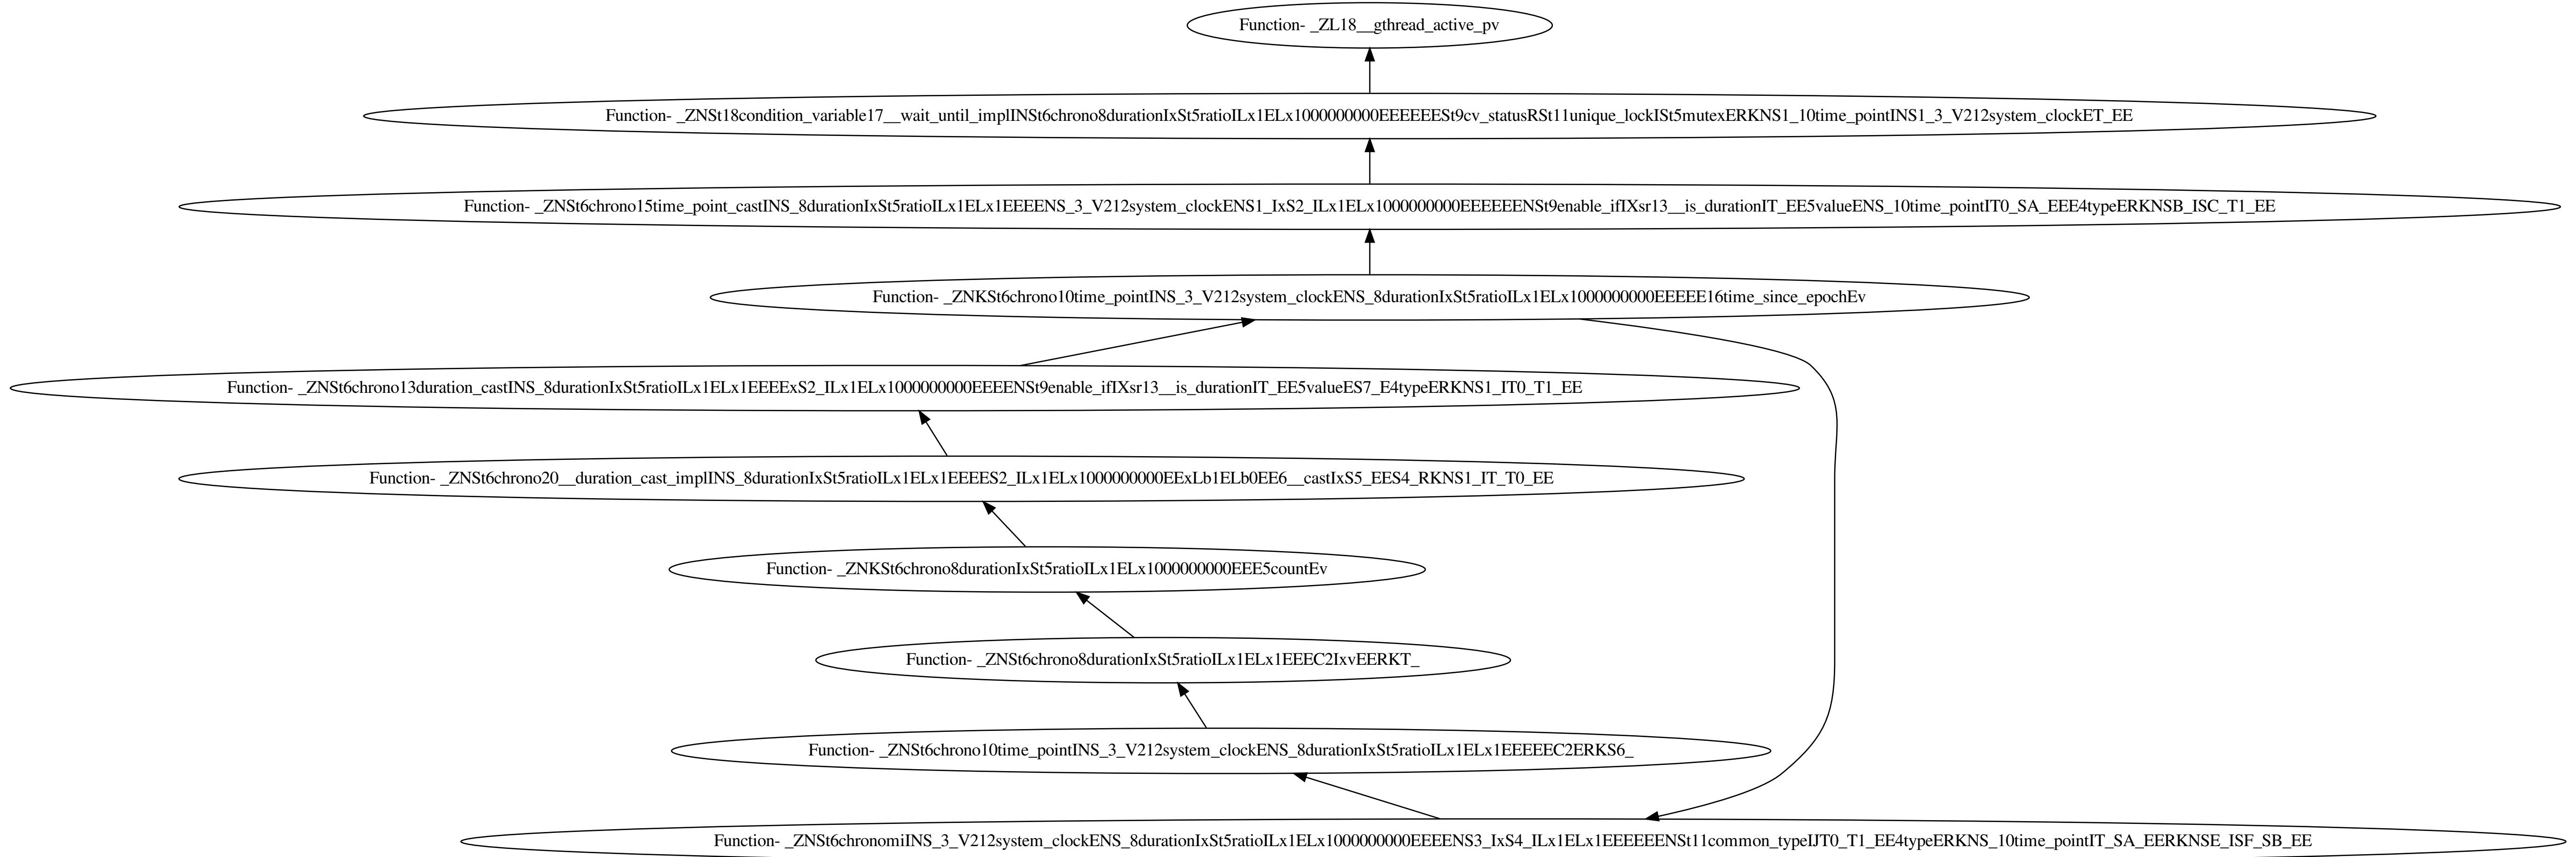 Function- _ZL18__gthread_active_pv
Function- _ZNSt18condition_variable17__wait_until_implINSt6chrono8durationIxSt5ratioILx1ELx1000000000EEEEEESt9cv_statusRSt11unique_lockISt5mutexERKNS1_10time_pointINS1_3_V212system_clockET_EE
Function- _ZNSt6chrono15time_point_castINS_8durationIxSt5ratioILx1ELx1EEEENS_3_V212system_clockENS1_IxS2_ILx1ELx1000000000EEEEEENSt9enable_ifIXsr13__is_durationIT_EE5valueENS_10time_pointIT0_SA_EEE4typeERKNSB_ISC_T1_EE
Function- _ZNKSt6chrono10time_pointINS_3_V212system_clockENS_8durationIxSt5ratioILx1ELx1000000000EEEEE16time_since_epochEv
Function- _ZNSt6chrono13duration_castINS_8durationIxSt5ratioILx1ELx1EEEExS2_ILx1ELx1000000000EEEENSt9enable_ifIXsr13__is_durationIT_EE5valueES7_E4typeERKNS1_IT0_T1_EE
Function- _ZNSt6chrono20__duration_cast_implINS_8durationIxSt5ratioILx1ELx1EEEES2_ILx1ELx1000000000EExLb1ELb0EE6__castIxS5_EES4_RKNS1_IT_T0_EE
Function- _ZNKSt6chrono8durationIxSt5ratioILx1ELx1000000000EEE5countEv
Function- _ZNSt6chrono8durationIxSt5ratioILx1ELx1EEEC2IxvEERKT_
Function- _ZNSt6chrono10time_pointINS_3_V212system_clockENS_8durationIxSt5ratioILx1ELx1EEEEEC2ERKS6_
Function- _ZNSt6chronomiINS_3_V212system_clockENS_8durationIxSt5ratioILx1ELx1000000000EEEENS3_IxS4_ILx1ELx1EEEEEENSt11common_typeIJT0_T1_EE4typeERKNS_10time_pointIT_SA_EERKNSE_ISF_SB_EE